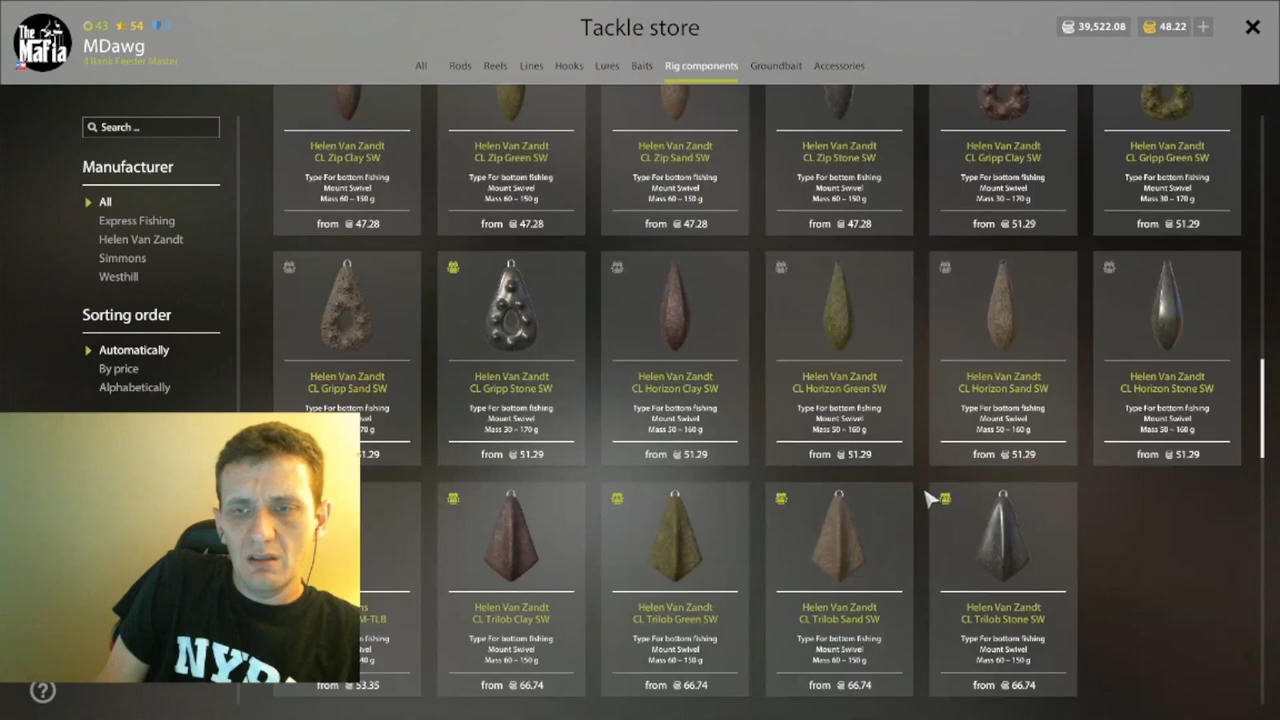 The Mafia
43 54
MDawg
4 Rank Feeder Master
Tackle store
39,522.08 48.22 +
All Rods Reels Lines Hooks Lures Baits Rig components Groundbait Accessories
Search ...
Manufacturer
All
Express Fishing
Helen Van Zandt
Simmons
Westhill
Sorting order
Automatically
By price
Alphabetically
Helen Van Zandt
CL Zip Clay SW
Type For bottom fishing
Mount Swivel
Mass 60 – 150 g
from 47.28
Helen Van Zandt
CL Zip Green SW
Type For bottom fishing
Mount Swivel
Mass 60 – 150 g
from 47.28
Helen Van Zandt
CL Zip Sand SW
Type For bottom fishing
Mount Swivel
Mass 60 – 150 g
from 47.28
Helen Van Zandt
CL Zip Stone SW
Type For bottom fishing
Mount Swivel
Mass 60 – 150 g
from 47.28
Helen Van Zandt
CL Gripp Clay SW
Type For bottom fishing
Mount Swivel
Mass 30 – 170 g
from 51.29
Helen Van Zandt
CL Gripp Green SW
Type For bottom fishing
Mount Swivel
Mass 30 – 170 g
from 51.29
Helen Van Zandt
CL Gripp Sand SW
Type For bottom fishing
Swivel
70 g
51.29
Helen Van Zandt
CL Gripp Stone SW
Type For bottom fishing
Mount Swivel
Mass 30 – 170 g
from 51.29
Helen Van Zandt
CL Horizon Clay SW
Type For bottom fishing
Mount Swivel
Mass 50 – 160 g
from 51.29
Helen Van Zandt
CL Horizon Green SW
Type For bottom fishing
Mount Swivel
Mass 50 – 160 g
from 51.29
Helen Van Zandt
CL Horizon Sand SW
Type For bottom fishing
Mount Swivel
Mass 50 – 160 g
from 51.29
Helen Van Zandt
CL Horizon Stone SW
Type For bottom fishing
Mount Swivel
Mass 50 – 160 g
from 51.29
M-TLB
fishing
Swivel
from 53.35
Helen Van Zandt
CL Trilob Clay SW
Type For bottom fishing
Mount Swivel
Mass 60 – 150 g
from 66.74
Helen Van Zandt
CL Trilob Green SW
Type For bottom fishing
Mount Swivel
Mass 60 – 150 g
from 66.74
Helen Van Zandt
CL Trilob Sand SW
Type For bottom fishing
Mount Swivel
Mass 60 – 150 g
from 66.74
Helen Van Zandt
CL Trilob Stone SW
Type For bottom fishing
Mount Swivel
Mass 60 – 150 g
from 66.74
?